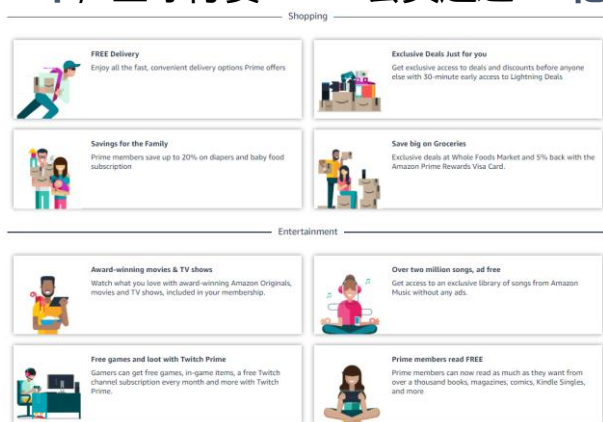 Shopping
FREE Delivery
Enjoy all the fast, convenient delivery options Prime offers
Exclusive Deals Just for you
Get exclusive access to deals and discounts before anyone
else with 30-minute early access to Lightning Deals
Savings for the Family
Prime members save up to 20% on diapers and baby food
subscription
Save big on Groceries
Exclusive deals at Whole Foods Market and 5% back with the
Amazon Prime Rewards Visa Card.
Entertainment
Award-winning movies & TV shows
Watch what you love with award-winning Amazon Originals,
movies and TV shows, included in your membership.
Over two million songs, ad free
Get access to an exclusive library of songs from Amazon
Music without any ads.
Free games and loot with Twitch Prime
Gamers can get free games, in-game items, a free Twitch
channel subscription every month and more with Twitch
Prime.
Prime members read FREE
Prime members can now read as much as they want from
over a thousand books, magazines, comics, Kindle Singles,
and more